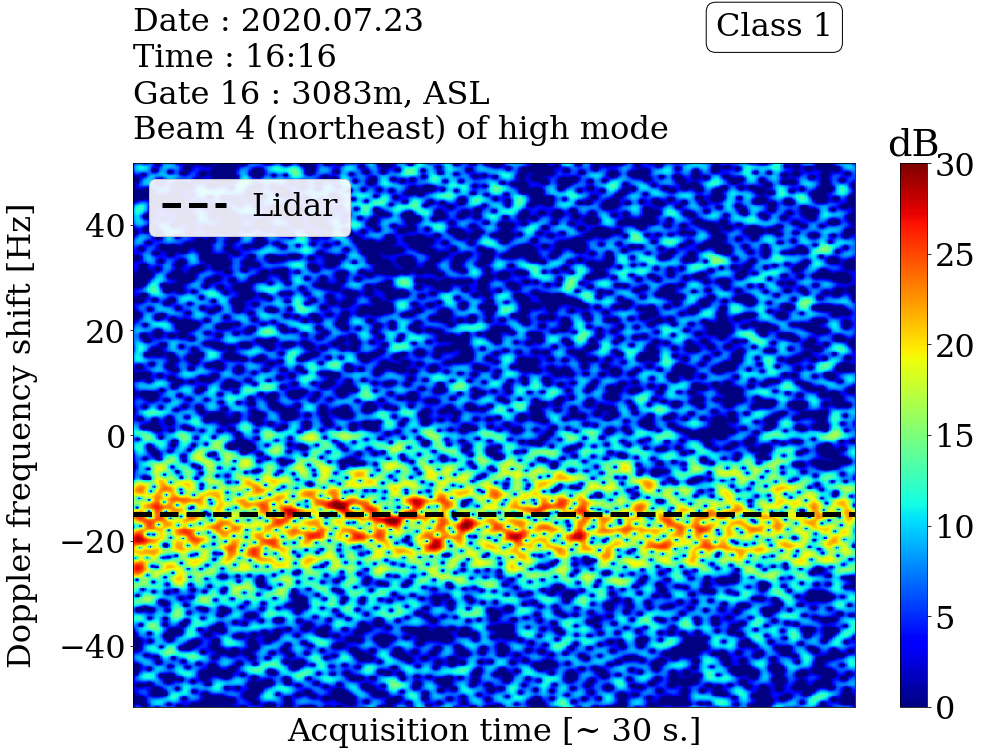 Date : 2020.07.23
Time : 16:16
Gate 16 : 3083m, ASL
Beam 4 (northeast) of high mode
Class 1
dB
Lidar
Doppler frequency shift [Hz]
40
20
0
−20
−40
30
25
20
15
10
5
0
Acquisition time [~ 30 s.]